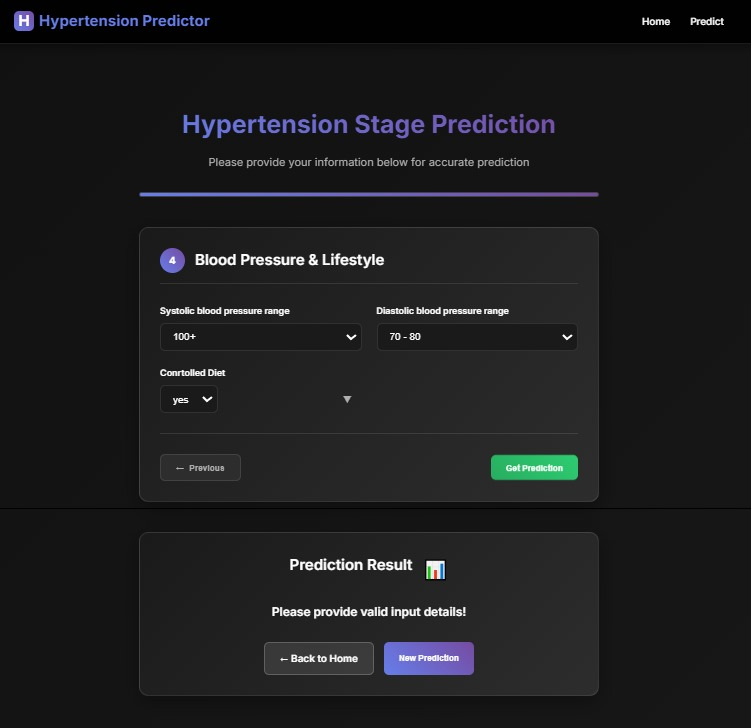 H Hypertension Predictor
Home Predict
Hypertension Stage Prediction
Please provide your information below for accurate prediction
4 Blood Pressure & Lifestyle
Systolic blood pressure range Diastolic blood pressure range
100+ 70 - 80
Conrtolled Diet
yes
← Previous Get Prediction
Prediction Result
Please provide valid input details!
← Back to Home New Prediction